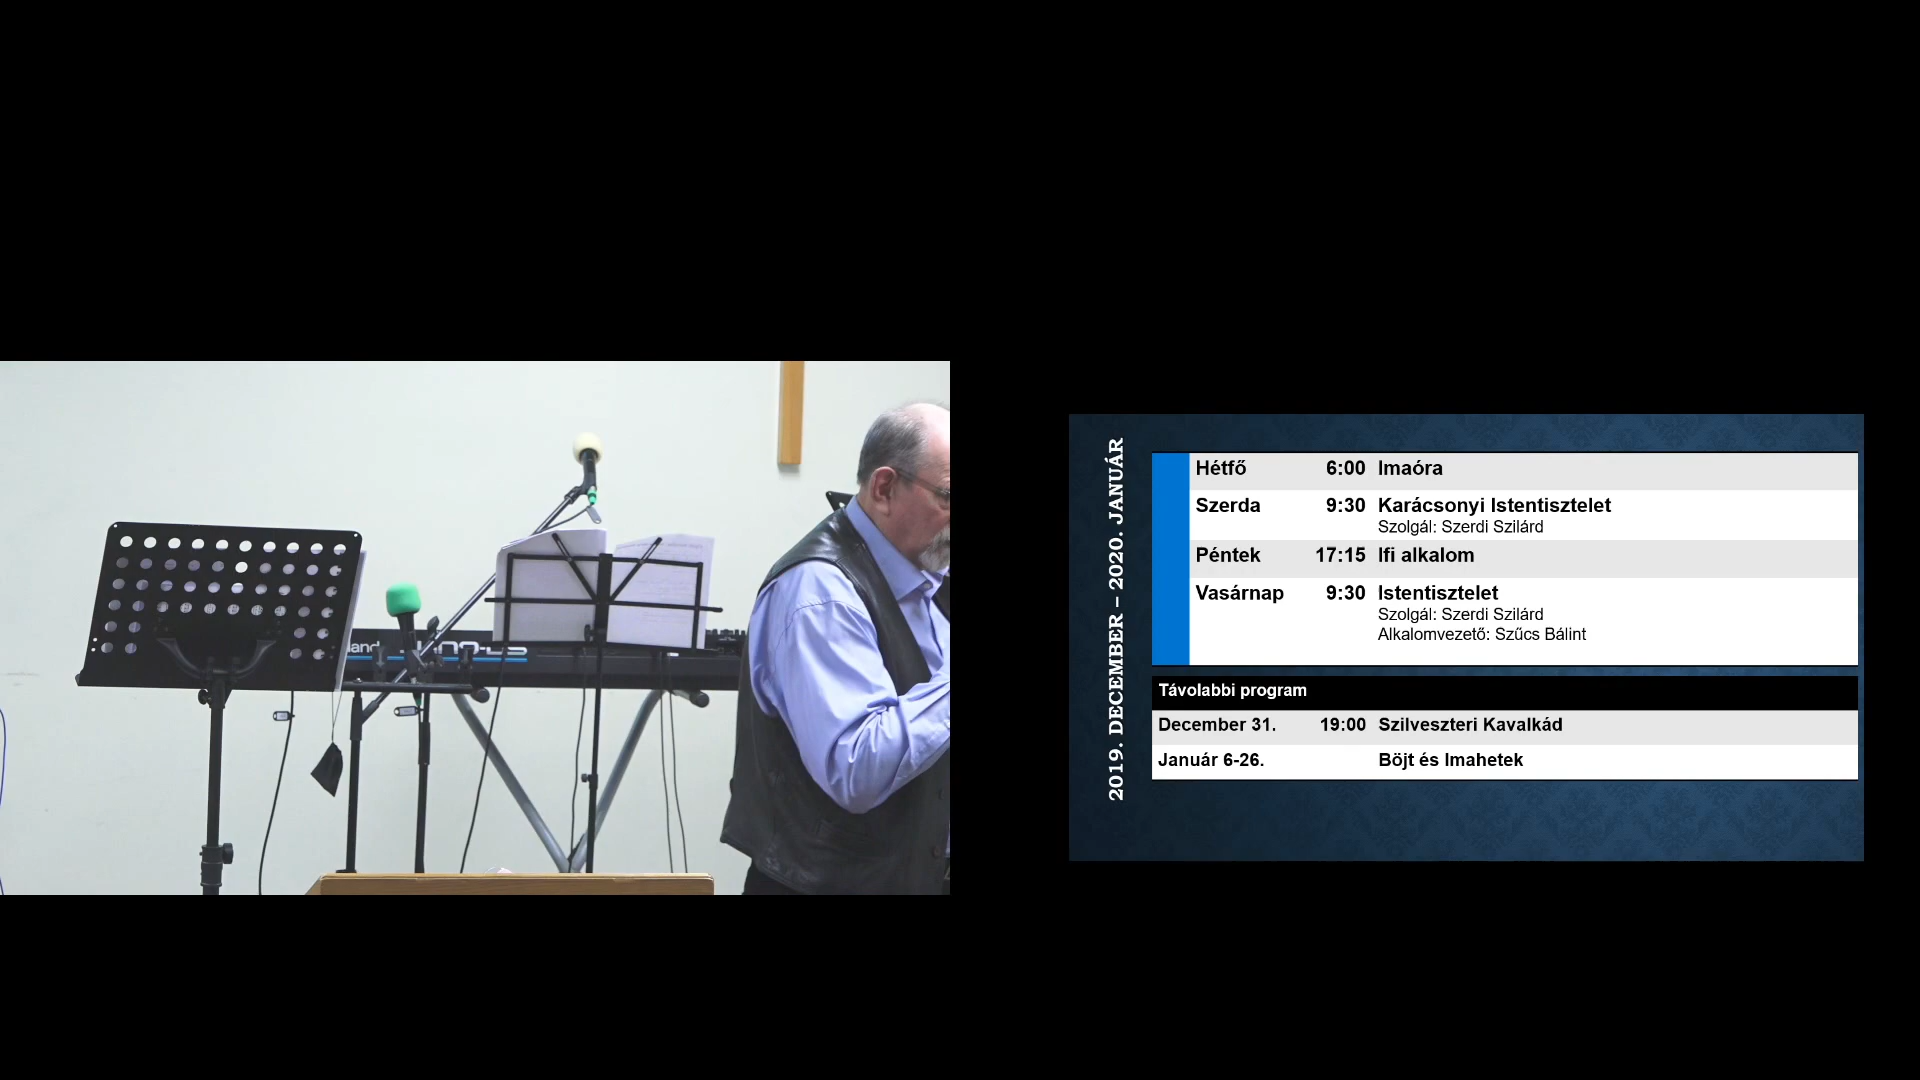 2019. DECEMBER – 2020. JANUÁR
Hétfő 6:00 Imaóra
Szerda 9:30 Karácsonyi Istentisztelet
Szolgál: Szerdi Szilárd
Péntek 17:15 Ifi alkalom
Vasárnap 9:30 Istentisztelet
Szolgál: Szerdi Szilárd
Alkalomvezető: Szűcs Bálint
Távolabbi program
December 31. 19:00 Szilveszteri Kavalkád
Január 6-26. Böjt és Imahetek